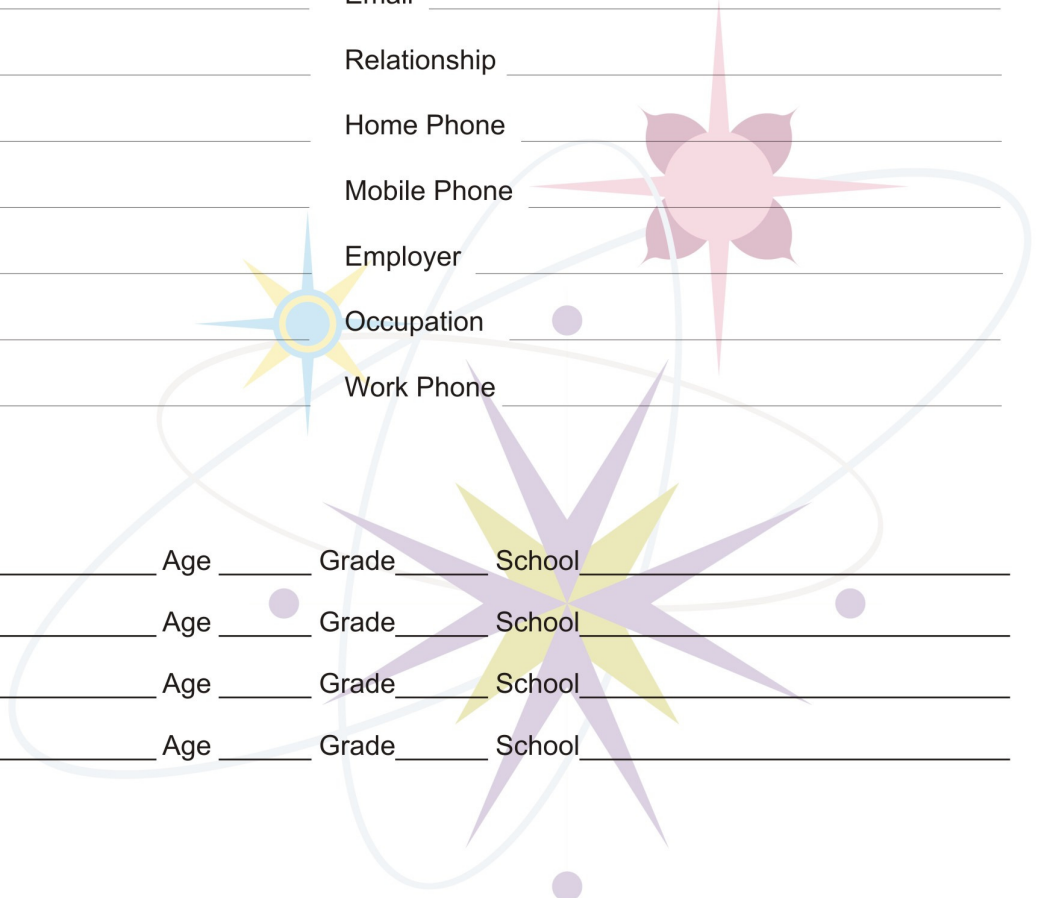 Email
Relationship
Home Phone
Mobile Phone
Employer
Occupation
Work Phone
Age Grade School
Age Grade School
Age Grade School
Age Grade School